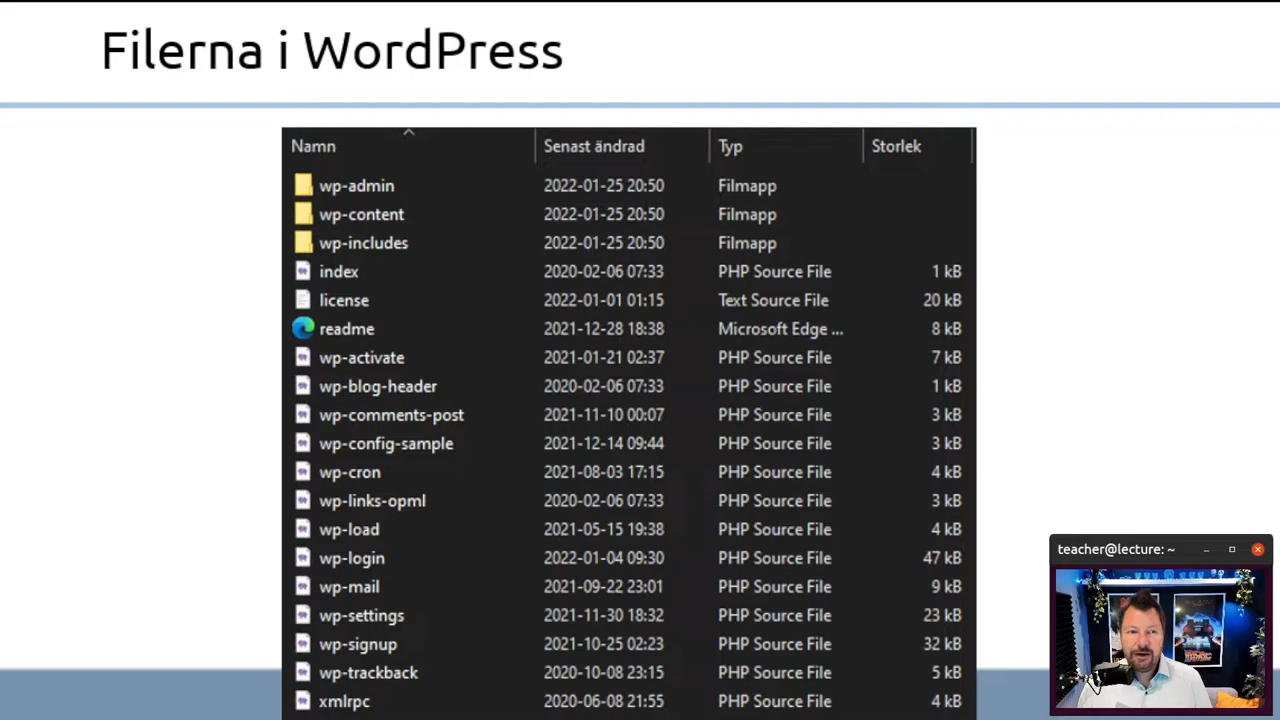 Filerna i WordPress
Namn Senast ändrad Typ Storlek
wp-admin 2022-01-25 20:50 Filmapp
wp-content 2022-01-25 20:50 Filmapp
wp-includes 2022-01-25 20:50 Filmapp
index 2020-02-06 07:33 PHP Source File 1 kB
license 2022-01-01 01:15 Text Source File 20 kB
readme 2021-12-28 18:38 Microsoft Edge ... 8 kB
wp-activate 2021-01-21 02:37 PHP Source File 7 kB
wp-blog-header 2020-02-06 07:33 PHP Source File 1 kB
wp-comments-post 2021-11-10 00:07 PHP Source File 3 kB
wp-config-sample 2021-12-14 09:44 PHP Source File 3 kB
wp-cron 2021-08-03 17:15 PHP Source File 4 kB
wp-links-opml 2020-02-06 07:33 PHP Source File 3 kB
wp-load 2021-05-15 19:38 PHP Source File 4 kB
wp-login 2022-01-04 09:30 PHP Source File 47 kB
wp-mail 2021-09-22 23:01 PHP Source File 9 kB
wp-settings 2021-11-30 18:32 PHP Source File 23 kB
wp-signup 2021-10-25 02:23 PHP Source File 32 kB
wp-trackback 2020-10-08 23:15 PHP Source File 5 kB
xmlrpc 2020-06-08 21:55 PHP Source File 4 kB
teacher@lecture: ~